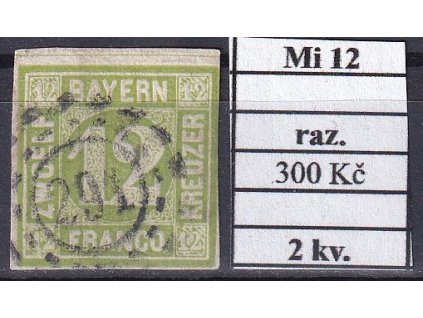 12 BAYERN 12
ZWÖLF
12
KREUZER
12 FRANCO 12
Mi 12
raz.
300 Kč
2 kv.